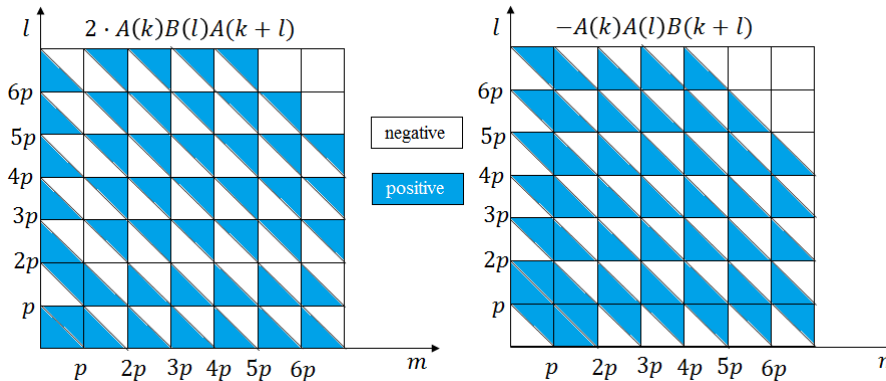 l 2 · A(k)B(l)A(k + l)
6p
5p
4p
3p
2p
p
p 2p 3p 4p 5p 6p m
negative
positive
l −A(k)A(l)B(k + l)
6p
5p
4p
3p
2p
p
p 2p 3p 4p 5p 6p